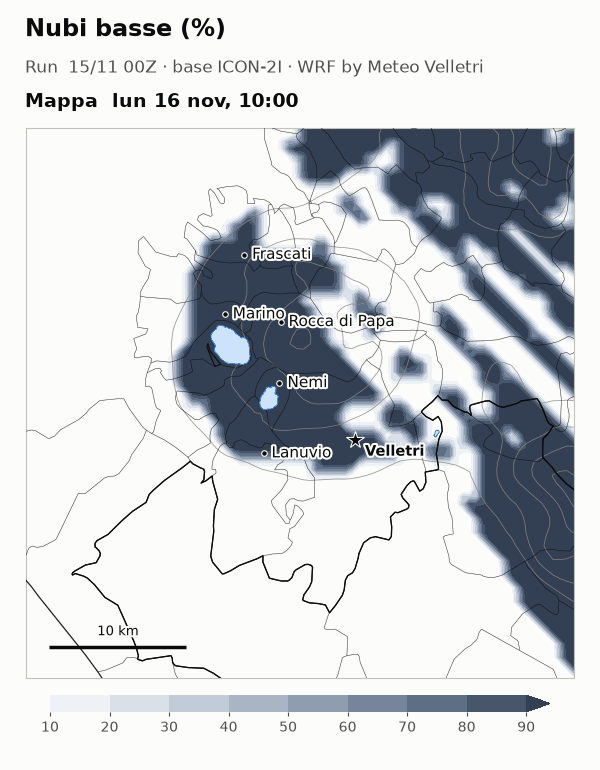 Nubi basse (%)
Run  15/11 00Z · base ICON-2I · WRF by Meteo Velletri
Mappa  lun 16 nov, 10:00
Frascati
Marino
Rocca di Papa
Nemi
Velletri
Lanuvio
10 km
10 20 30 40 50 60 70 80 90